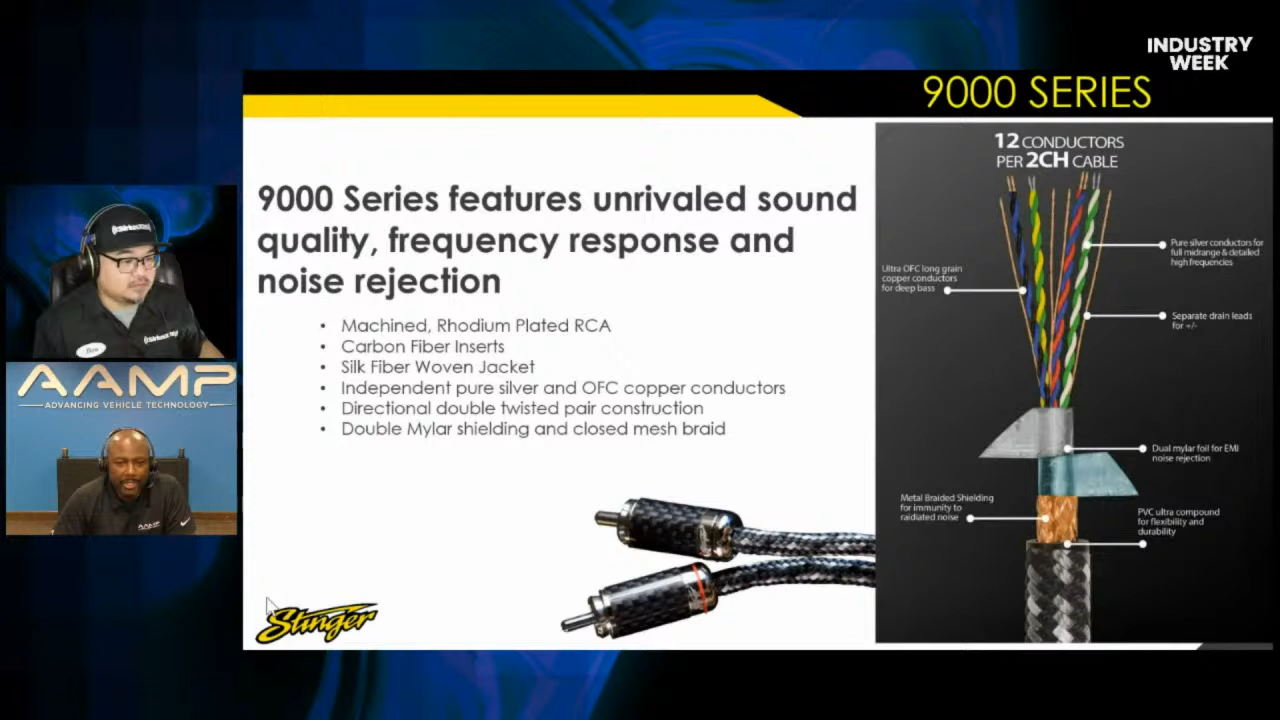 INDUSTRY
WEEK
9000 SERIES
9000 Series features unrivaled sound
quality, frequency response and
noise rejection
• Machined, Rhodium Plated RCA
• Carbon Fiber Inserts
• Silk Fiber Woven Jacket
• Independent pure silver and OFC copper conductors
• Directional double twisted pair construction
• Double Mylar shielding and closed mesh braid
Stinger
12 CONDUCTORS
PER 2CH CABLE
Pure silver conductors for
full midrange & detailed
high frequencies
Ultra OFC long grain
copper conductors
for deep bass
Separate drain leads
for +/-
Dual mylar foil for EMI
noise rejection
Metal Braided Shielding
for immunity to
raidiated noise
PVC ultra compound
for flexibility and
durability
AAMP
ADVANCING VEHICLE TECHNOLOGY
AAMP